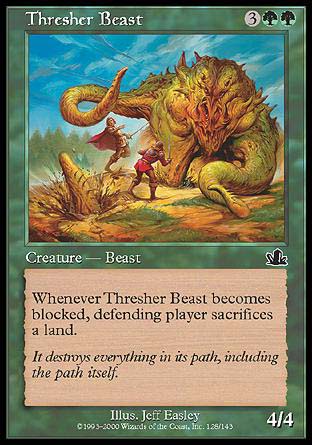 Thresher Beast 3
Creature — Beast
Whenever Thresher Beast becomes
blocked, defending player sacrifices
a land.
It destroys everything in its path, including
the path itself.
Illus. Jeff Easley
©1993-2000 Wizards of the Coast, Inc. 128/143
4/4